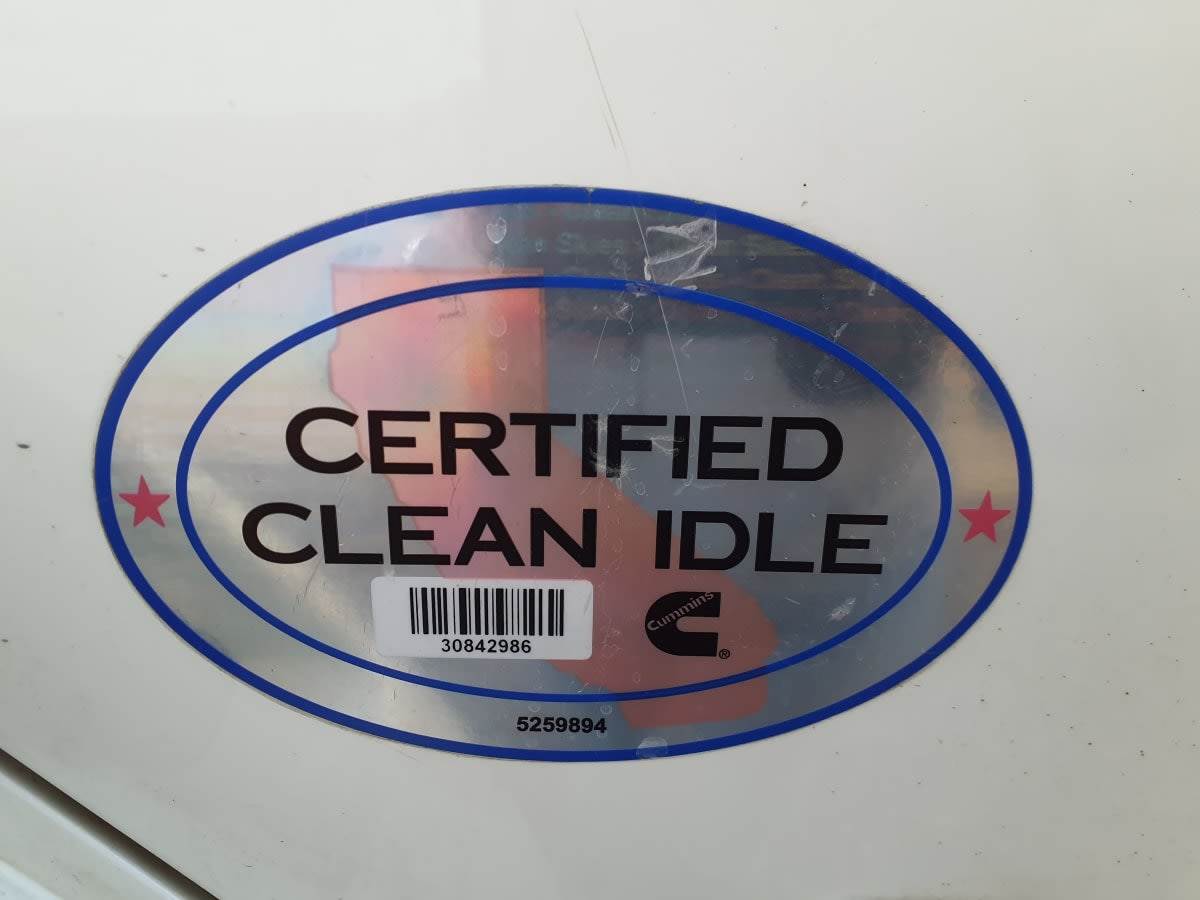 CERTIFIED
CLEAN IDLE
30842986
Cummins
®
5259894